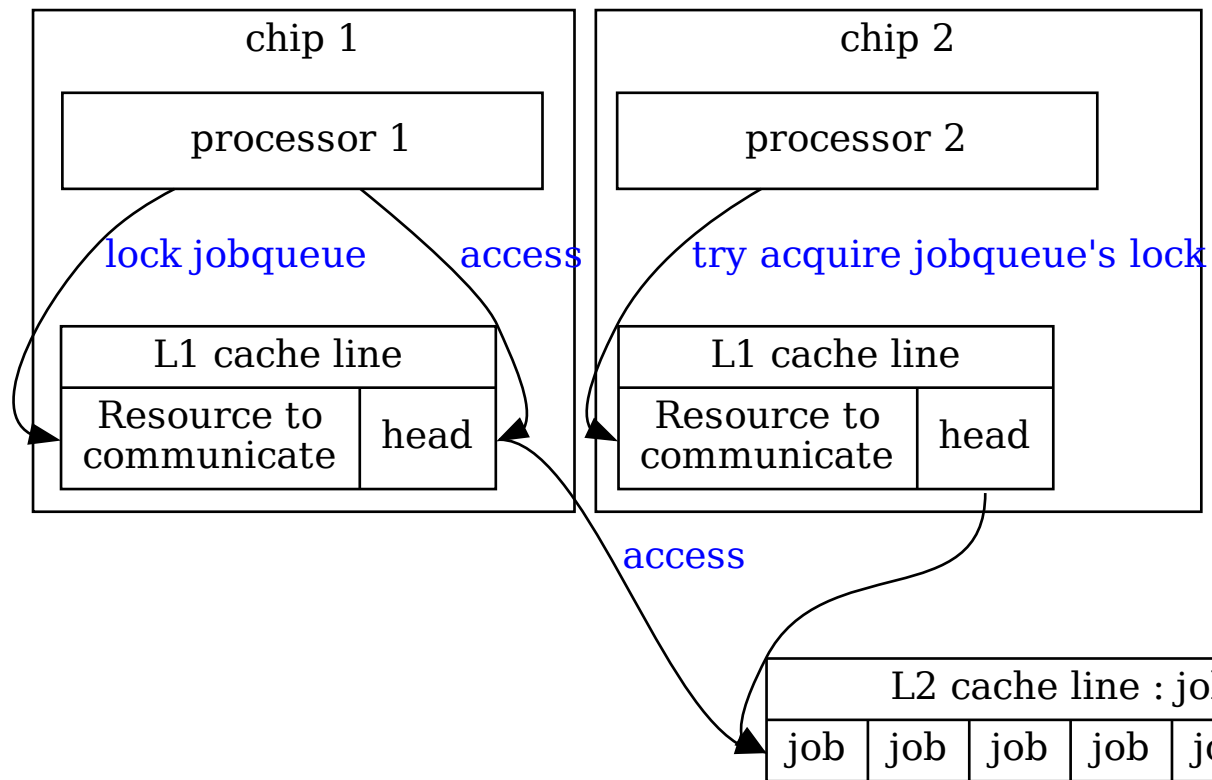 chip 1
chip 2
processor 1
processor 2
lock jobqueue
access
try acquire jobqueue's lock
L1 cache line
L1 cache line
Resource to
communicate
head
Resource to
communicate
head
access
L2 cache line :
job
job
job
job